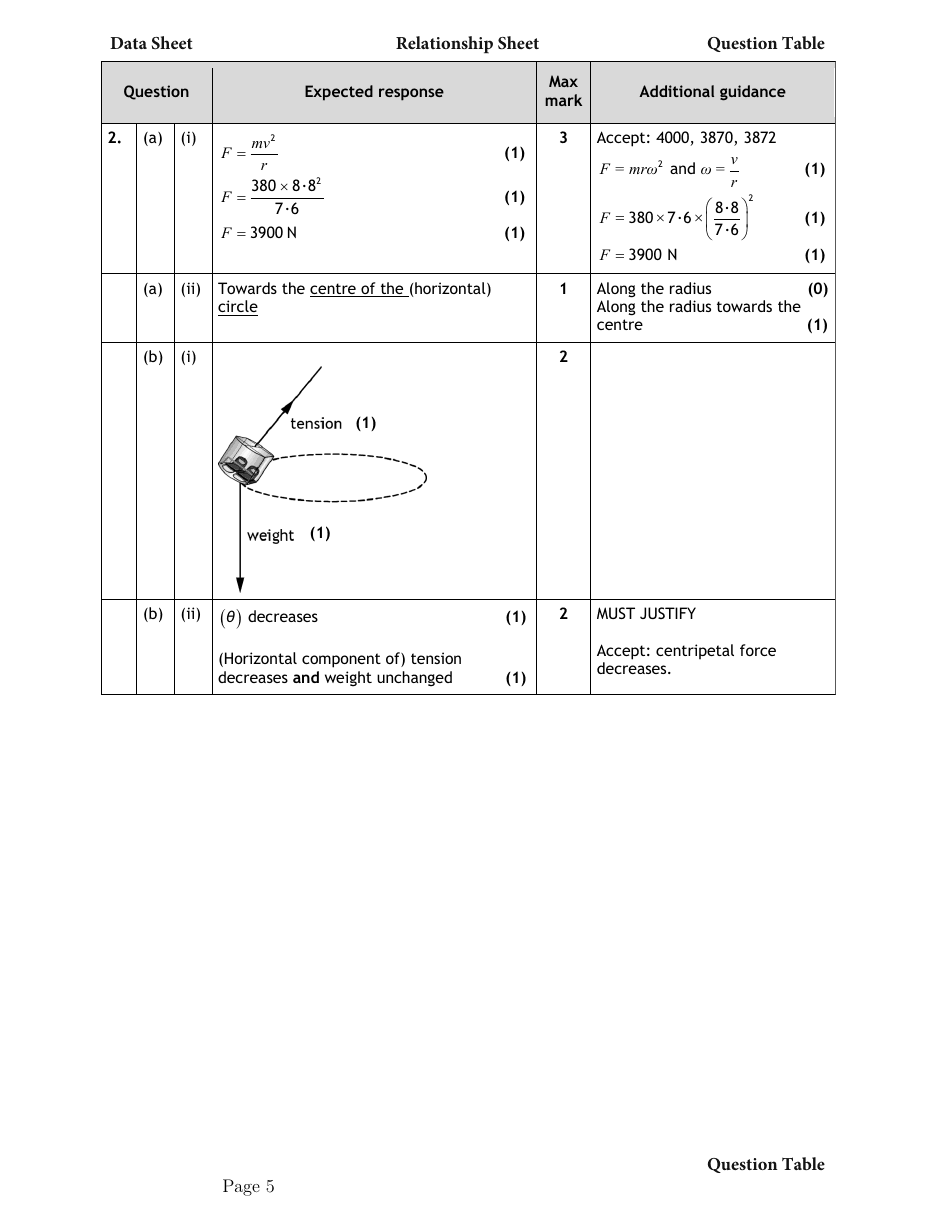 Data Sheet Relationship Sheet Question Table
Question Expected response Max mark Additional guidance
2. (a) (i) F = mv²/r (1) 3 Accept: 4000, 3870, 3872
F = mrω² and ω = v/r (1)
F = 380 × 8·8²/7·6 (1)
F = 380 × 7·6 × (8·8/7·6)² (1)
F = 3900 N (1)
F = 3900 N (1)
(a) (ii) Towards the centre of the (horizontal) 1 Along the radius (0)
circle Along the radius towards the
centre (1)
(b) (i) 2
tension (1)
weight (1)
(b) (ii) (θ) decreases (1) 2 MUST JUSTIFY
(Horizontal component of) tension Accept: centripetal force
decreases and weight unchanged (1) decreases.
Question Table
Page 5